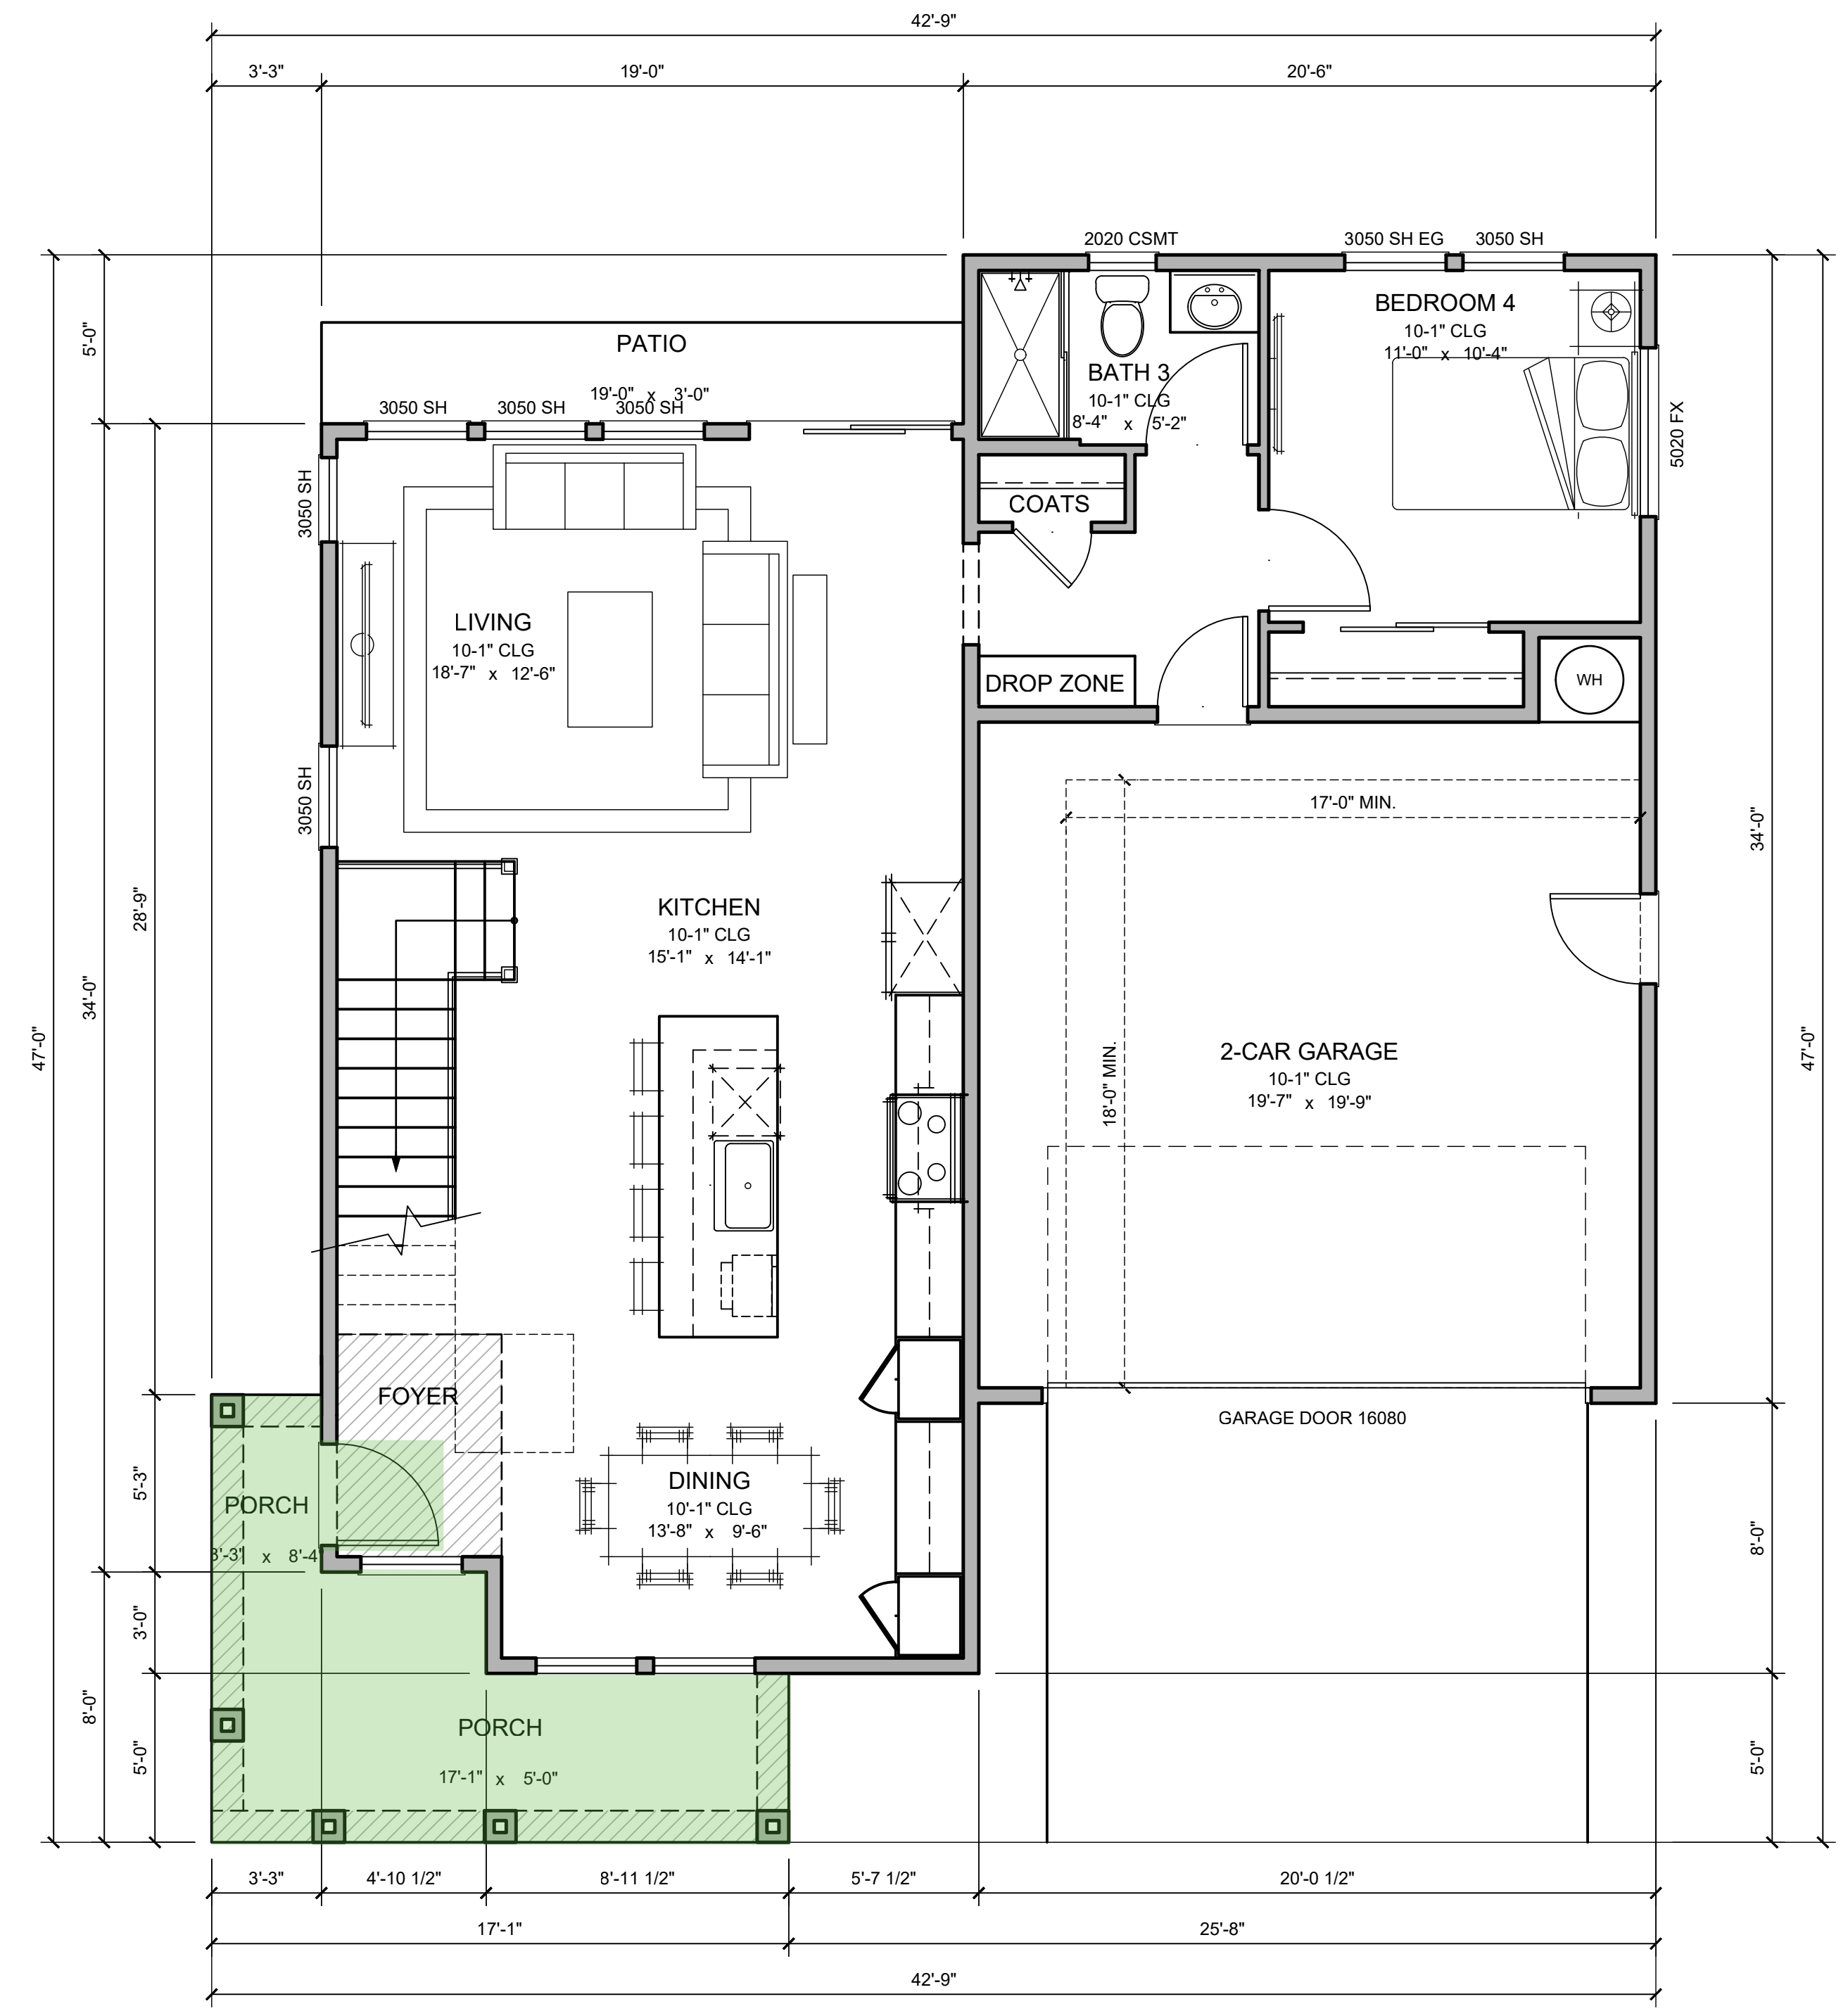 42'-9"
3'-3"
19'-0"
20'-6"
2020 CSMT
3050 SH EG
3050 SH
BEDROOM 4
10-1" CLG
11'-0" x 10'-4"
5'-0"
PATIO
19'-0" x 3'-0"
3050 SH
3050 SH
3050 SH
BATH 3
10-1" CLG
8'-4" x 5'-2"
5020 FX
3050 SH
COATS
LIVING
10-1" CLG
18'-7" x 12'-6"
DROP ZONE
WH
3050 SH
17'-0" MIN.
34'-0"
28'-9"
KITCHEN
10-1" CLG
15'-1" x 14'-1"
34'-0"
47'-0"
18'-0" MIN.
2-CAR GARAGE
10-1" CLG
19'-7" x 19'-9"
47'-0"
FOYER
GARAGE DOOR 16080
5'-3"
PORCH
3'-3" x 8'-4"
DINING
10'-1" CLG
13'-8" x 9'-6"
8'-0"
3'-0"
8'-0"
5'-0"
PORCH
17'-1" x 5'-0"
5'-0"
3'-3"
4'-10 1/2"
8'-11 1/2"
5'-7 1/2"
20'-0 1/2"
17'-1"
25'-8"
42'-9"